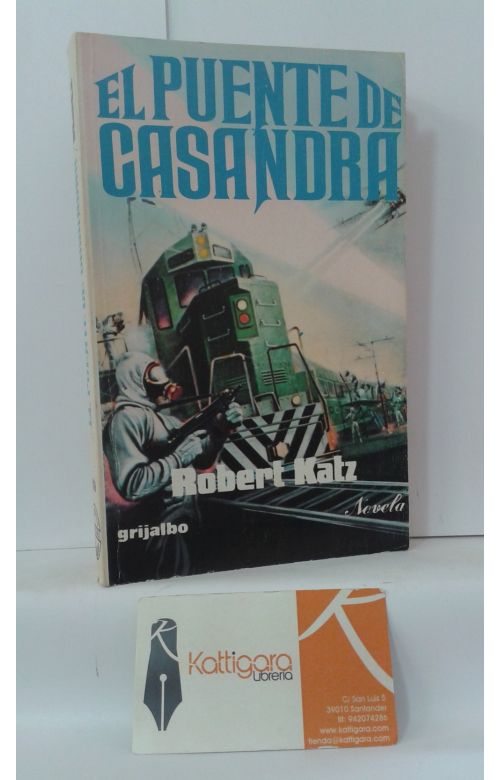 EL PUENTE DE
CASANDRA
Robert Katz
Novela
grijalbo
Kattigara
Librería
C/ San Luis 5
39010 Santander
tlf: 942074286
www.kattigara.com
tienda@kattigara.com